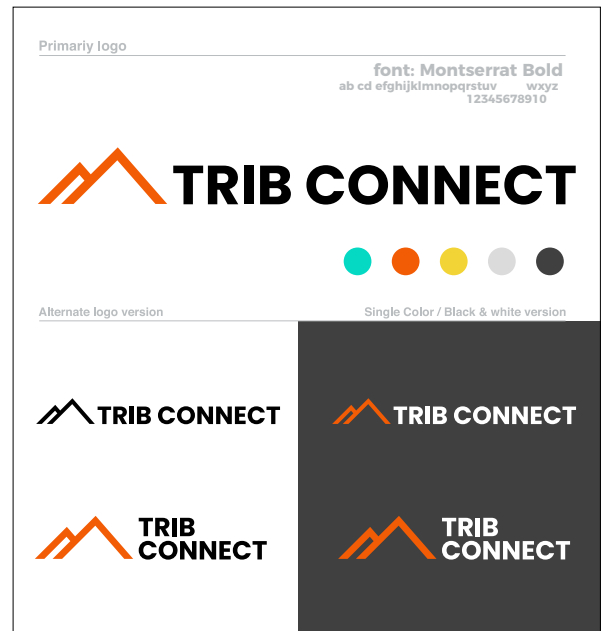 Primariy logo
font: Montserrat Bold
ab cd efghijklmnopqrstuv wxyz
12345678910
TRIB CONNECT
Alternate logo version
Single Color / Black & white version
TRIB CONNECT
TRIB CONNECT
TRIB
CONNECT
TRIB
CONNECT